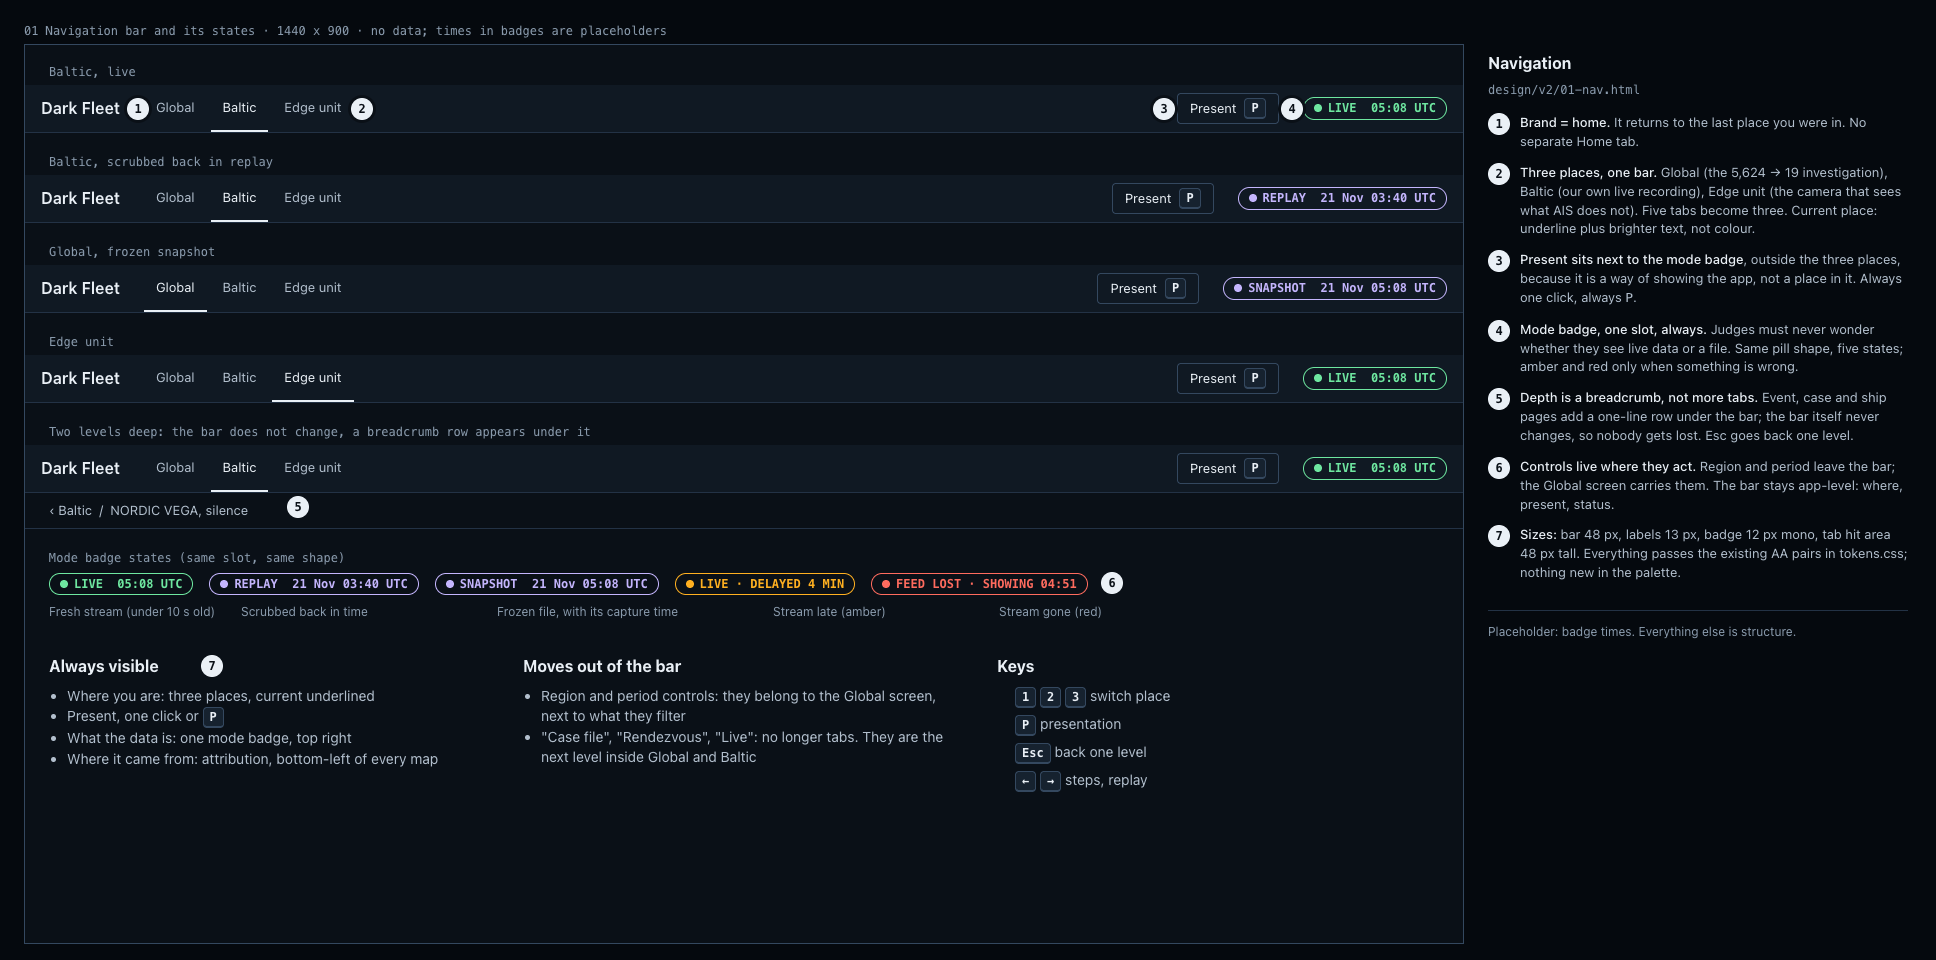 01 Navigation bar and its states · 1440 x 900 · no data; times in badges are placeholders
Baltic, live
Dark Fleet 1 Global Baltic Edge unit 2 3 Present P 4 LIVE 05:08 UTC
Baltic, scrubbed back in replay
Dark Fleet Global Baltic Edge unit Present P REPLAY 21 Nov 03:40 UTC
Global, frozen snapshot
Dark Fleet Global Baltic Edge unit Present P SNAPSHOT 21 Nov 05:08 UTC
Edge unit
Dark Fleet Global Baltic Edge unit Present P LIVE 05:08 UTC
Two levels deep: the bar does not change, a breadcrumb row appears under it
Dark Fleet Global Baltic Edge unit Present P LIVE 05:08 UTC
‹ Baltic / NORDIC VEGA, silence 5
Mode badge states (same slot, same shape)
LIVE 05:08 UTC REPLAY 21 Nov 03:40 UTC SNAPSHOT 21 Nov 05:08 UTC LIVE · DELAYED 4 MIN FEED LOST · SHOWING 04:51 6
Fresh stream (under 10 s old) Scrubbed back in time Frozen file, with its capture time Stream late (amber) Stream gone (red)
Always visible 7
• Where you are: three places, current underlined
• Present, one click or P
• What the data is: one mode badge, top right
• Where it came from: attribution, bottom-left of every map
Moves out of the bar
• Region and period controls: they belong to the Global screen,
next to what they filter
• "Case file", "Rendezvous", "Live": no longer tabs. They are the
next level inside Global and Baltic
Keys
1 2 3 switch place
P presentation
Esc back one level
← → steps, replay
Navigation
design/v2/01-nav.html
1 Brand = home. It returns to the last place you were in. No
separate Home tab.
2 Three places, one bar. Global (the 5,624 → 19 investigation),
Baltic (our own live recording), Edge unit (the camera that sees
what AIS does not). Five tabs become three. Current place:
underline plus brighter text, not colour.
3 Present sits next to the mode badge, outside the three places,
because it is a way of showing the app, not a place in it. Always
one click, always P.
4 Mode badge, one slot, always. Judges must never wonder
whether they see live data or a file. Same pill shape, five states;
amber and red only when something is wrong.
5 Depth is a breadcrumb, not more tabs. Event, case and ship
pages add a one-line row under the bar; the bar itself never
changes, so nobody gets lost. Esc goes back one level.
6 Controls live where they act. Region and period leave the bar;
the Global screen carries them. The bar stays app-level: where,
present, status.
7 Sizes: bar 48 px, labels 13 px, badge 12 px mono, tab hit area
48 px tall. Everything passes the existing AA pairs in tokens.css;
nothing new in the palette.
Placeholder: badge times. Everything else is structure.